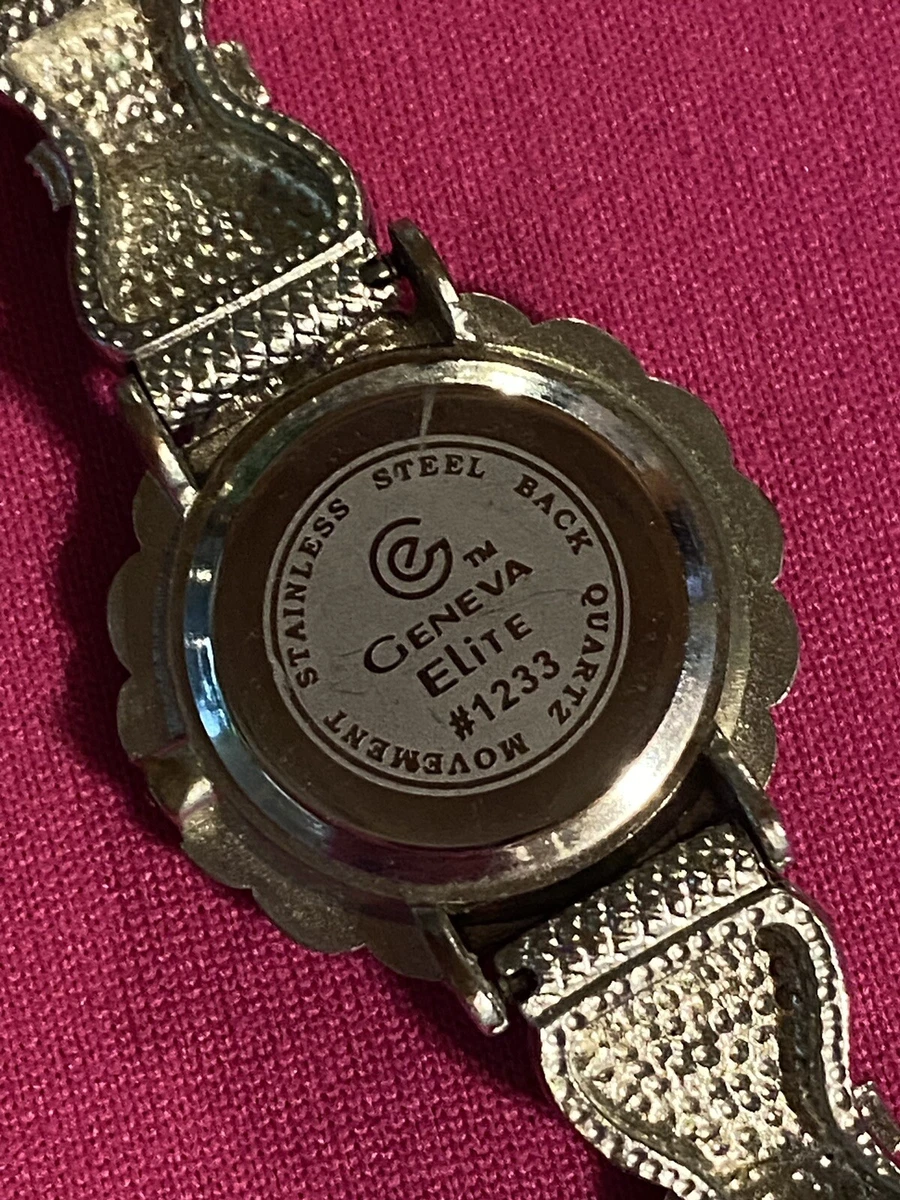 STAINLESS STEEL BACK QUARTZ MOVEMENT
e ™
GENEVA
ELiTE
#1233